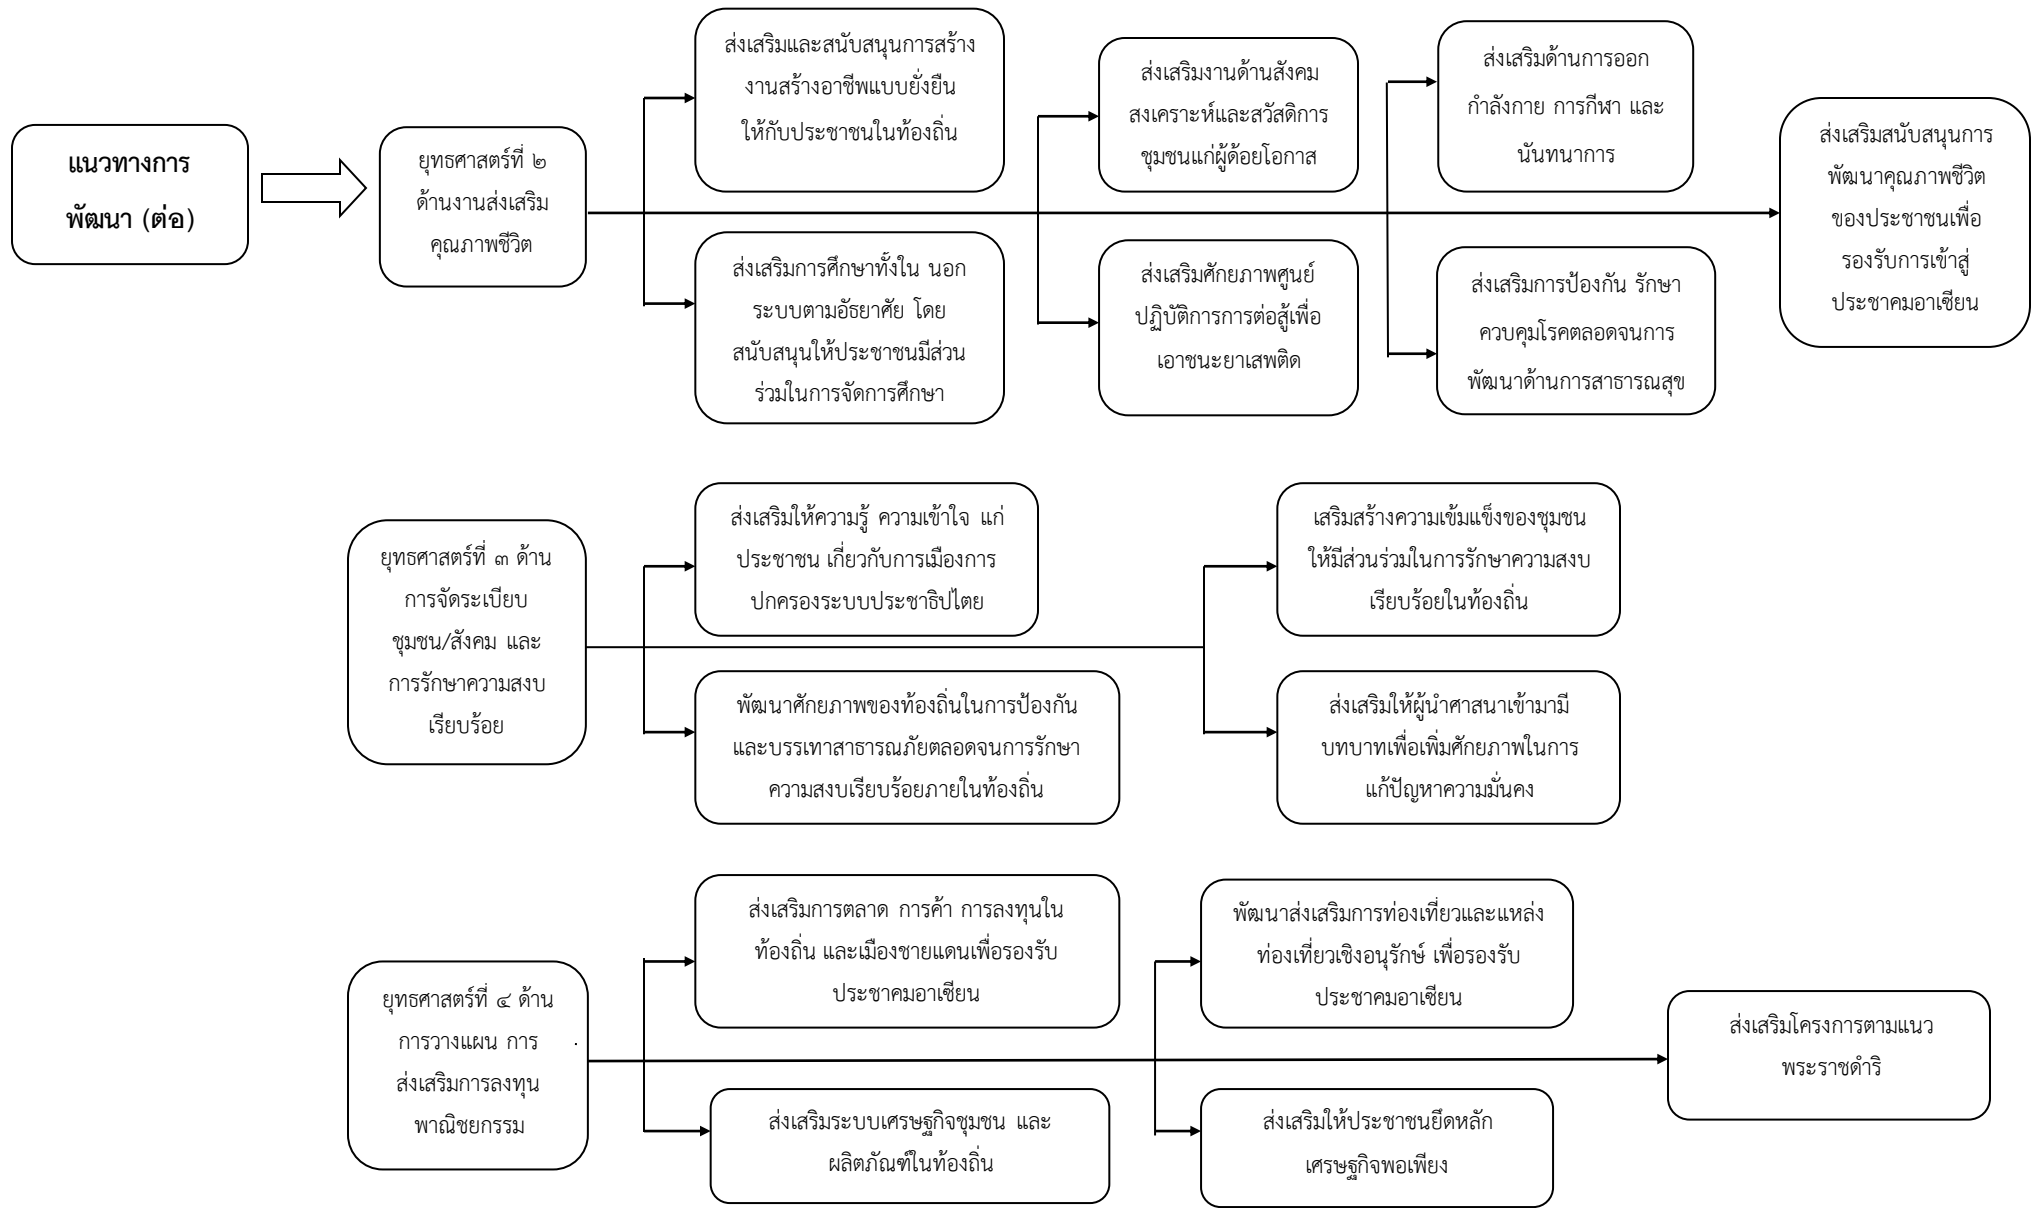 แนวทางการ
พัฒนา (ต่อ)
ยุทธศาสตร์ที่ ๒
ด้านงานส่งเสริม
คุณภาพชีวิต
ส่งเสริมและสนับสนุนการสร้าง
งานสร้างอาชีพแบบยั่งยืน
ให้กับประชาชนในท้องถิ่น
ส่งเสริมการศึกษาทั้งใน นอก
ระบบตามอัธยาศัย โดย
สนับสนุนให้ประชาชนมีส่วน
ร่วมในการจัดการศึกษา
ส่งเสริมงานด้านสังคม
สงเคราะห์และสวัสดิการ
ชุมชนแก่ผู้ด้อยโอกาส
ส่งเสริมศักยภาพศูนย์
ปฏิบัติการการต่อสู้เพื่อ
เอาชนะยาเสพติด
ส่งเสริมด้านการออก
กำลังกาย การกีฬา และ
นันทนาการ
ส่งเสริมการป้องกัน รักษา
ควบคุมโรคตลอดจนการ
พัฒนาด้านการสาธารณสุข
ส่งเสริมสนับสนุนการ
พัฒนาคุณภาพชีวิต
ของประชาชนเพื่อ
รองรับการเข้าสู่
ประชาคมอาเซียน
ยุทธศาสตร์ที่ ๓ ด้าน
การจัดระเบียบ
ชุมชน/สังคม และ
การรักษาความสงบ
เรียบร้อย
ส่งเสริมให้ความรู้ ความเข้าใจ แก่
ประชาชน เกี่ยวกับการเมืองการ
ปกครองระบบประชาธิปไตย
พัฒนาศักยภาพของท้องถิ่นในการป้องกัน
และบรรเทาสาธารณภัยตลอดจนการรักษา
ความสงบเรียบร้อยภายในท้องถิ่น
เสริมสร้างความเข้มแข็งของชุมชน
ให้มีส่วนร่วมในการรักษาความสงบ
เรียบร้อยในท้องถิ่น
ส่งเสริมให้ผู้นำศาสนาเข้ามามี
บทบาทเพื่อเพิ่มศักยภาพในการ
แก้ปัญหาความมั่นคง
ยุทธศาสตร์ที่ ๔ ด้าน
การวางแผน การ
ส่งเสริมการลงทุน
พาณิชยกรรม
ส่งเสริมการตลาด การค้า การลงทุนใน
ท้องถิ่น และเมืองชายแดนเพื่อรองรับ
ประชาคมอาเซียน
ส่งเสริมระบบเศรษฐกิจชุมชน และ
ผลิตภัณฑ์ในท้องถิ่น
พัฒนาส่งเสริมการท่องเที่ยวและแหล่ง
ท่องเที่ยวเชิงอนุรักษ์ เพื่อรองรับ
ประชาคมอาเซียน
ส่งเสริมให้ประชาชนยึดหลัก
เศรษฐกิจพอเพียง
ส่งเสริมโครงการตามแนว
พระราชดำริ